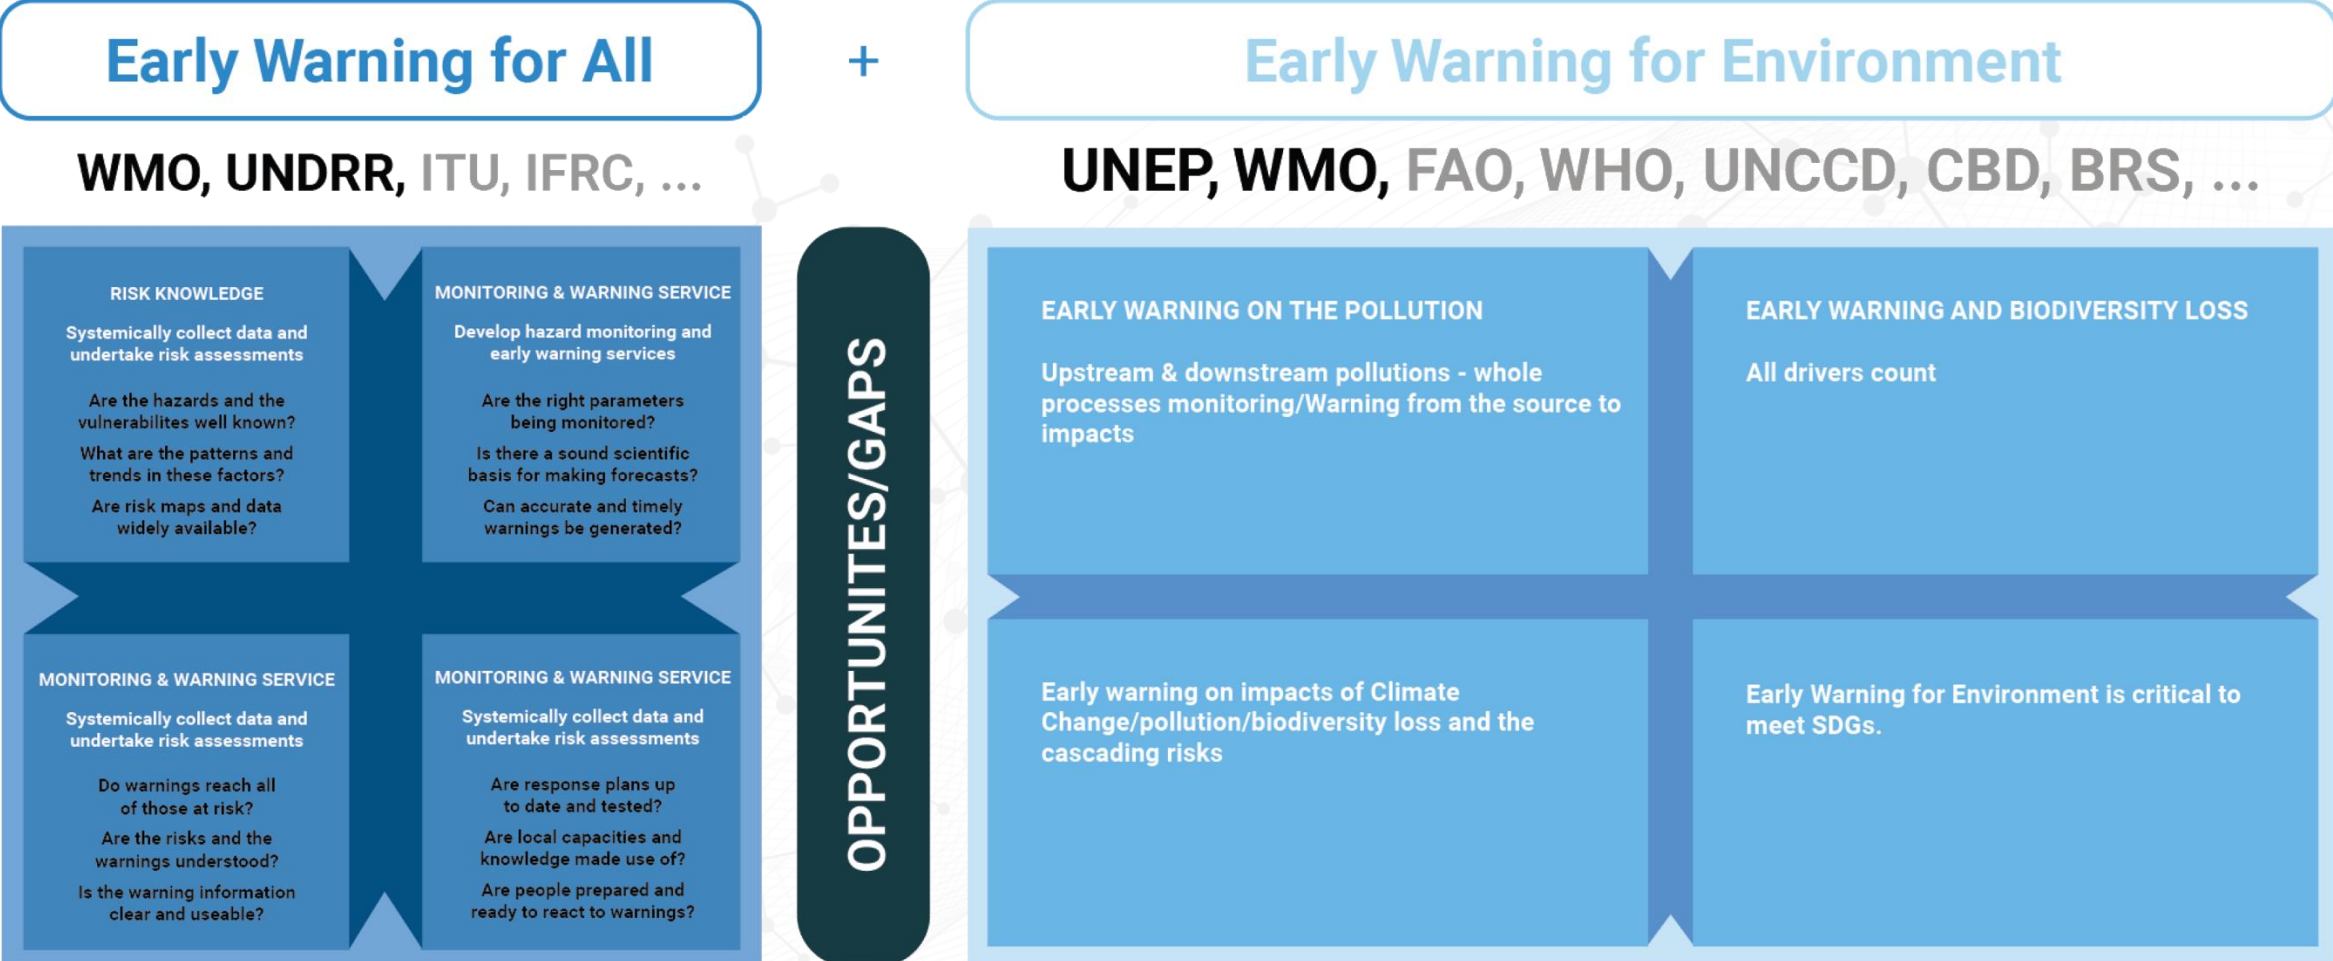 Early Warning for All
+
Early Warning for Environment
WMO, UNDRR, ITU, IFRC, ...
UNEP, WMO, FAO, WHO, UNCCD, CBD, BRS, ...
RISK KNOWLEDGE
Systemically collect data and
undertake risk assessments
Are the hazards and the
vulnerabilites well known?
What are the patterns and
trends in these factors?
Are risk maps and data
widely available?
MONITORING & WARNING SERVICE
Develop hazard monitoring and
early warning services
Are the right parameters
being monitored?
Is there a sound scientific
basis for making forecasts?
Can accurate and timely
warnings be generated?
MONITORING & WARNING SERVICE
Systemically collect data and
undertake risk assessments
Do warnings reach all
of those at risk?
Are the risks and the
warnings understood?
Is the warning information
clear and useable?
MONITORING & WARNING SERVICE
Systemically collect data and
undertake risk assessments
Are response plans up
to date and tested?
Are local capacities and
knowledge made use of?
Are people prepared and
ready to react to warnings?
OPPORTUNITES/GAPS
EARLY WARNING ON THE POLLUTION
Upstream & downstream pollutions - whole
processes monitoring/Warning from the source to
impacts
EARLY WARNING AND BIODIVERSITY LOSS
All drivers count
Early warning on impacts of Climate
Change/pollution/biodiversity loss and the
cascading risks
Early Warning for Environment is critical to
meet SDGs.